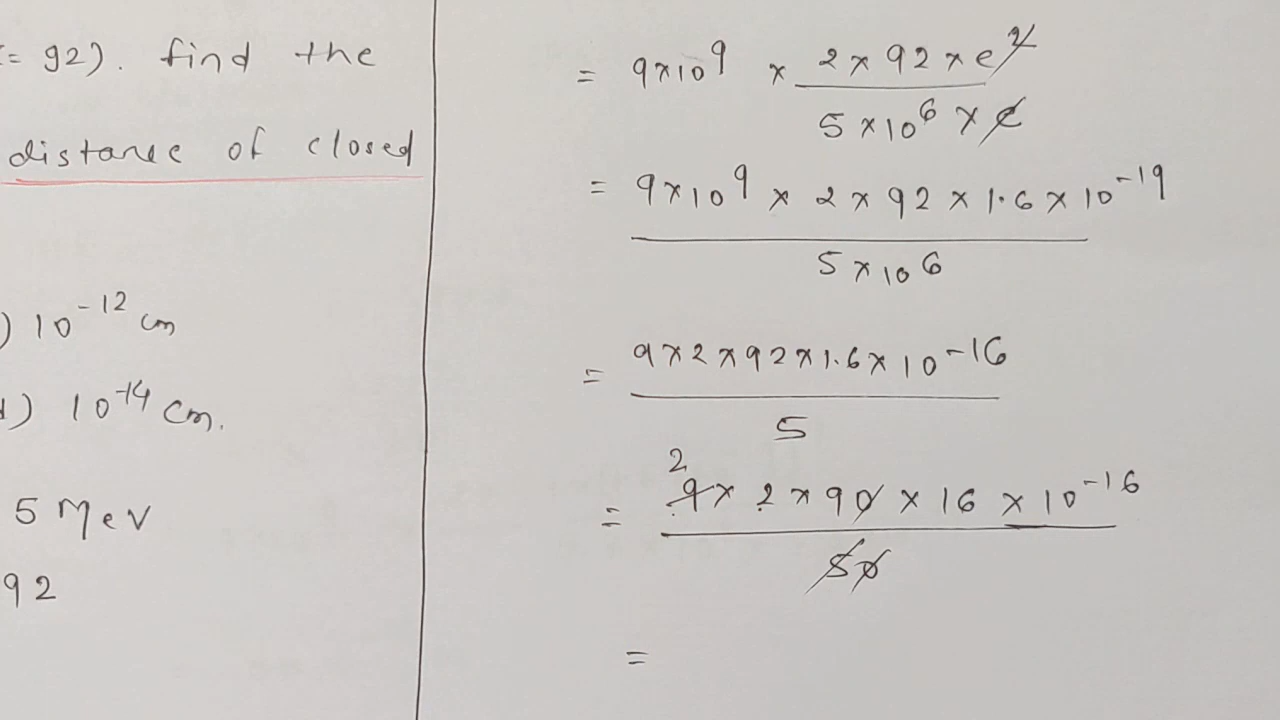 = 92). find the
distance of closed
) 10^-12 cm
) 10^-14 cm.
5 Mev
92
= 9×10^9 × 2×92×e^2 / 5×10^6 × e
= 9×10^9 × 2×92×1.6×10^-19 / 5×10^6
= 9×2×92×1.6×10^-16 / 5
2
= 9×2×90×16×10^-16 / 50
=